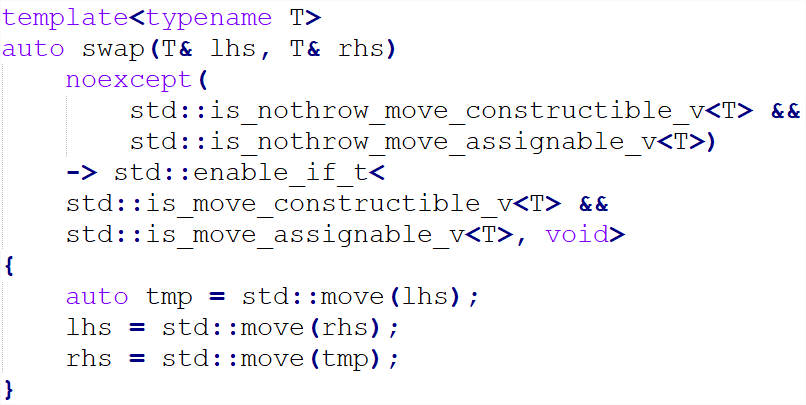 template<typename T>
auto swap(T& lhs, T& rhs)
    noexcept(
        std::is_nothrow_move_constructible_v<T> &&
        std::is_nothrow_move_assignable_v<T>)
    -> std::enable_if_t<
    std::is_move_constructible_v<T> &&
    std::is_move_assignable_v<T>, void>
{
    auto tmp = std::move(lhs);
    lhs = std::move(rhs);
    rhs = std::move(tmp);
}